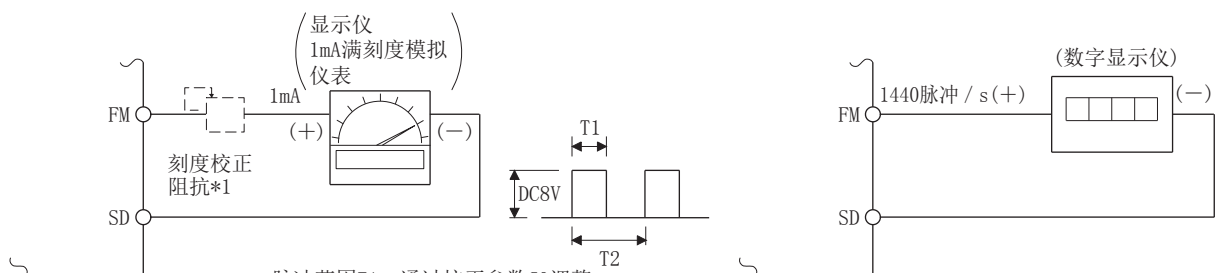 显示仪
1mA满刻度模拟
仪表
1mA
FM
(+)
(—)
刻度校正
阻抗*1
SD
T1
DC8V
T2
(数字显示仪)
FM
1440脉冲／s(+)
(—)
SD